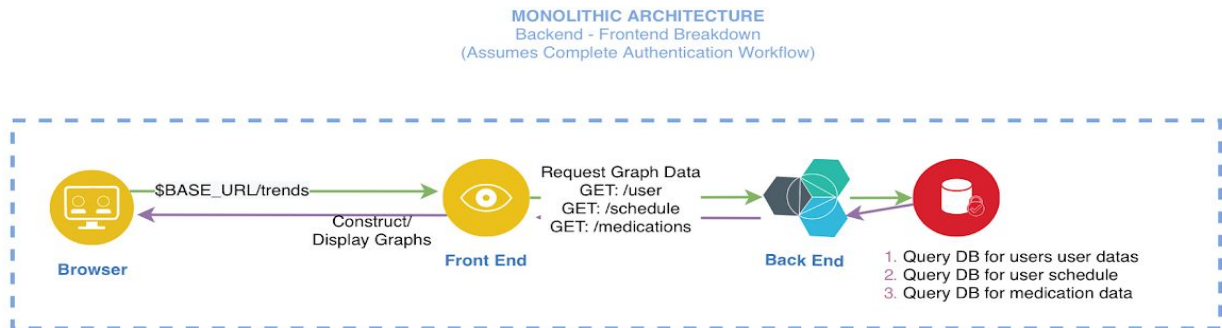 MONOLITHIC ARCHITECTURE
Backend - Frontend Breakdown
(Assumes Complete Authentication Workflow)
$BASE_URL/trends
Construct/
Display Graphs
Browser
Front End
Request Graph Data
GET: /user
GET: /schedule
GET: /medications
Back End
1. Query DB for users user datas
2. Query DB for user schedule
3. Query DB for medication data